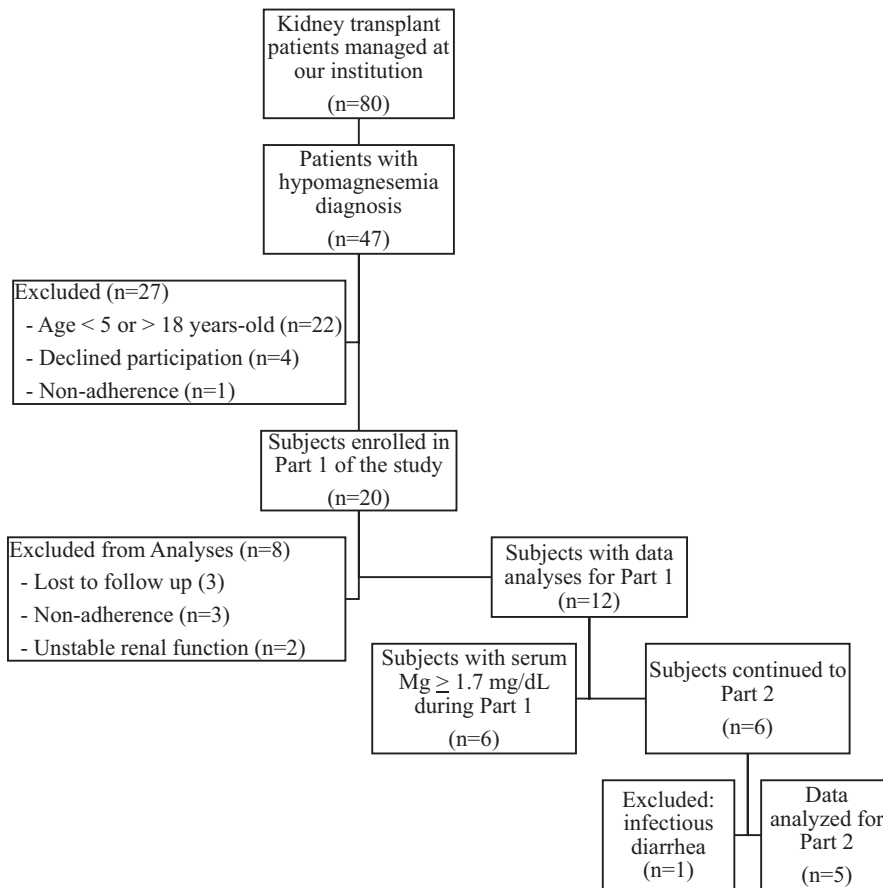 Kidney transplant
patients managed at
our institution
(n=80)
Patients with
hypomagnesemia
diagnosis
(n=47)
Excluded (n=27)
- Age < 5 or > 18 years-old (n=22)
- Declined participation (n=4)
- Non-adherence (n=1)
Subjects enrolled in
Part 1 of the study
(n=20)
Excluded from Analyses (n=8)
- Lost to follow up (3)
- Non-adherence (n=3)
- Unstable renal function (n=2)
Subjects with data
analyses for Part 1
(n=12)
Subjects with serum
Mg ≥ 1.7 mg/dL
during Part 1
(n=6)
Subjects continued to
Part 2
(n=6)
Excluded:
infectious
diarrhea
(n=1)
Data
analyzed for
Part 2
(n=5)